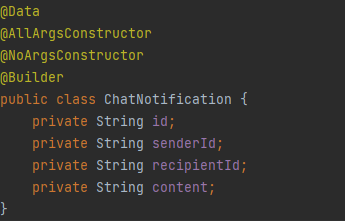 @Data
@AllArgsConstructor
@NoArgsConstructor
@Builder
public class ChatNotification {
    private String id;
    private String senderId;
    private String recipientId;
    private String content;
}